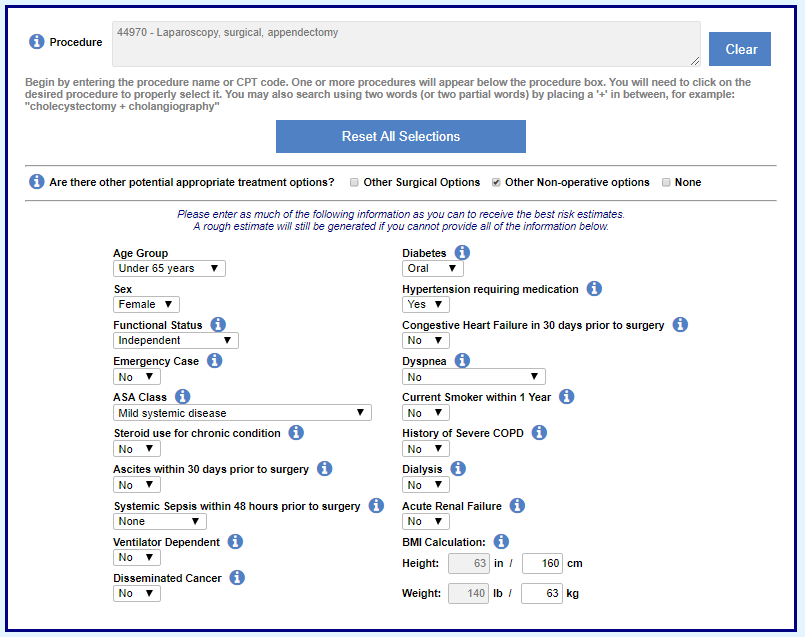 Procedure
44970 - Laparoscopy, surgical, appendectomy
Clear
Begin by entering the procedure name or CPT code. One or more procedures will appear below the procedure box. You will need to click on the
desired procedure to properly select it. You may also search using two words (or two partial words) by placing a '+' in between, for example:
"cholecystectomy + cholangiography"
Reset All Selections
Are there other potential appropriate treatment options? Other Surgical Options Other Non-operative options None
Please enter as much of the following information as you can to receive the best risk estimates.
A rough estimate will still be generated if you cannot provide all of the information below.
Age Group
Under 65 years
Sex
Female
Functional Status
Independent
Emergency Case
No
ASA Class
Mild systemic disease
Steroid use for chronic condition
No
Ascites within 30 days prior to surgery
No
Systemic Sepsis within 48 hours prior to surgery
None
Ventilator Dependent
No
Disseminated Cancer
No
Diabetes
Oral
Hypertension requiring medication
Yes
Congestive Heart Failure in 30 days prior to surgery
No
Dyspnea
No
Current Smoker within 1 Year
No
History of Severe COPD
No
Dialysis
No
Acute Renal Failure
No
BMI Calculation:
Height: 63 in / 160 cm
Weight: 140 lb / 63 kg